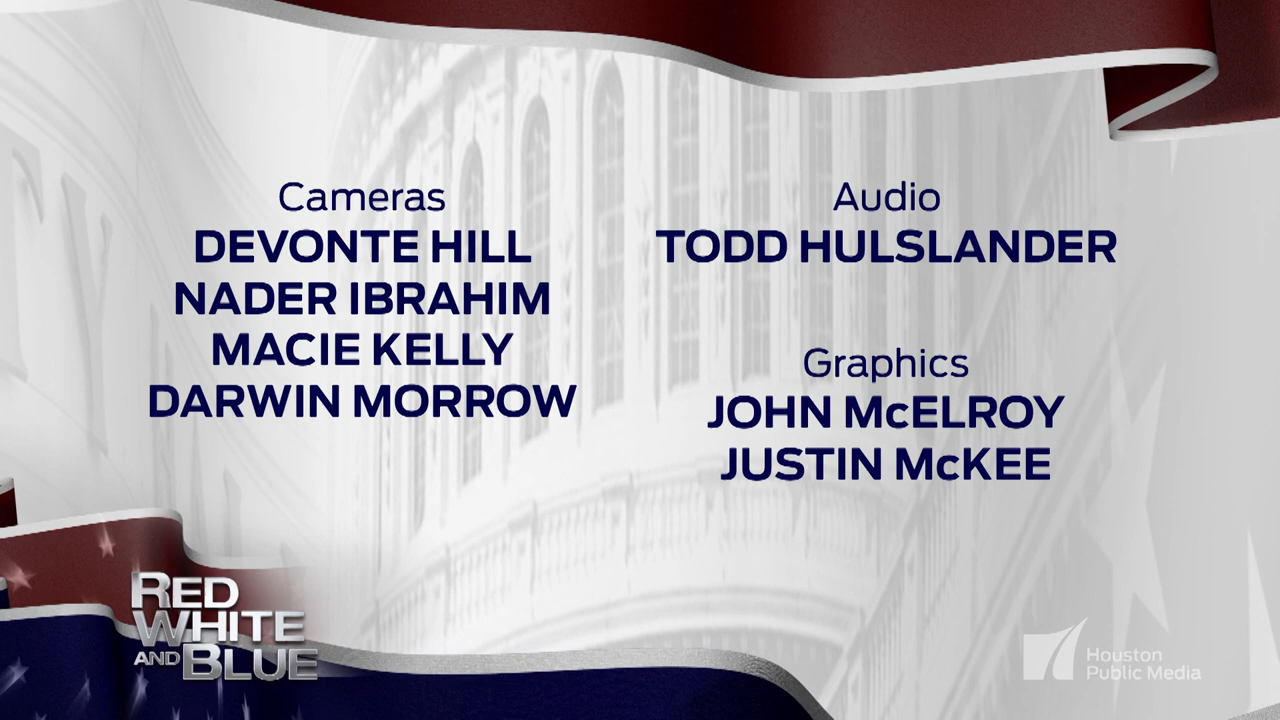 Cameras
DEVONTE HILL
NADER IBRAHIM
MACIE KELLY
DARWIN MORROW
Audio
TODD HULSLANDER
Graphics
JOHN McELROY
JUSTIN McKEE
RED
WHITE
AND BLUE
Houston
Public Media